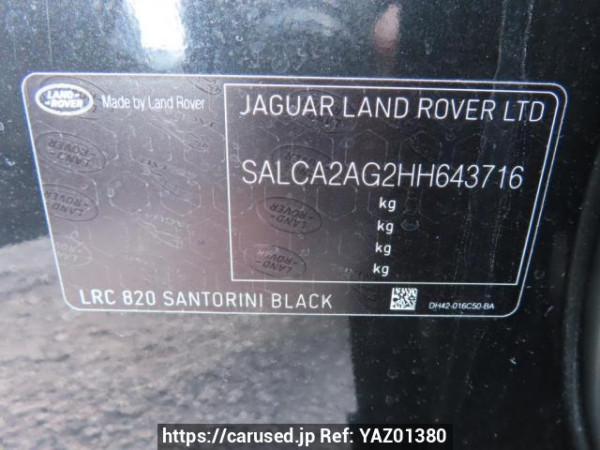 LAND ROVER
Made by Land Rover
JAGUAR LAND ROVER LTD
SALCA2AG2HH643716
kg
kg
kg
kg
LRC 820 SANTORINI BLACK
DH42-016C50-BA
https://carused.jp Ref: YAZ01380